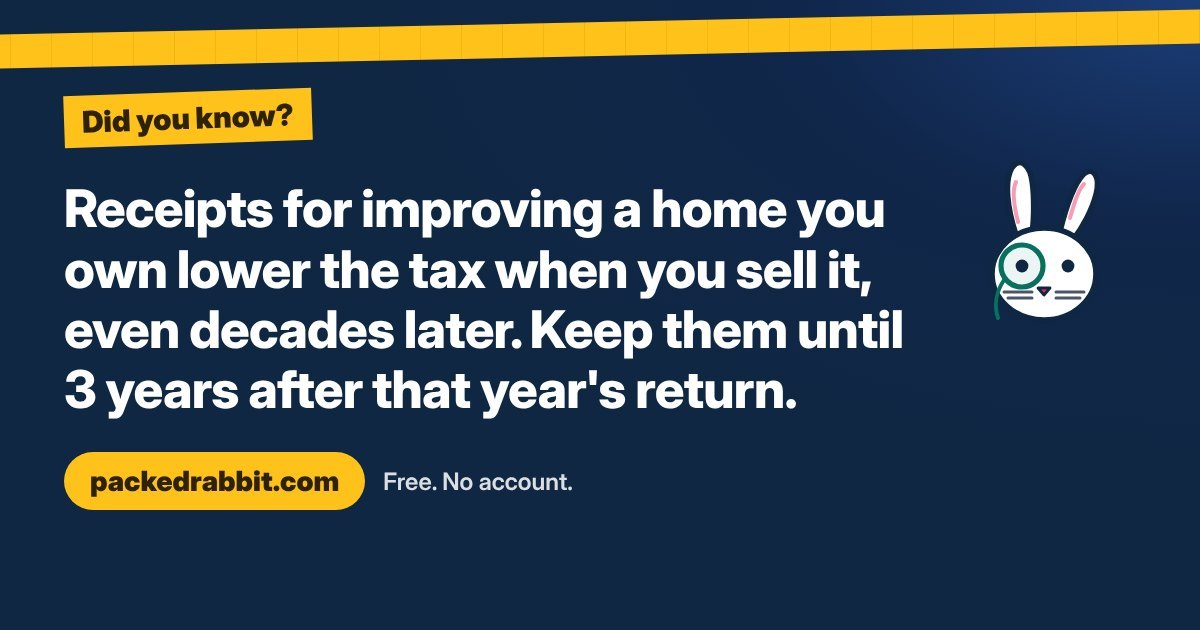 Did you know?
Receipts for improving a home you
own lower the tax when you sell it,
even decades later. Keep them until
3 years after that year's return.
packedrabbit.com
Free. No account.